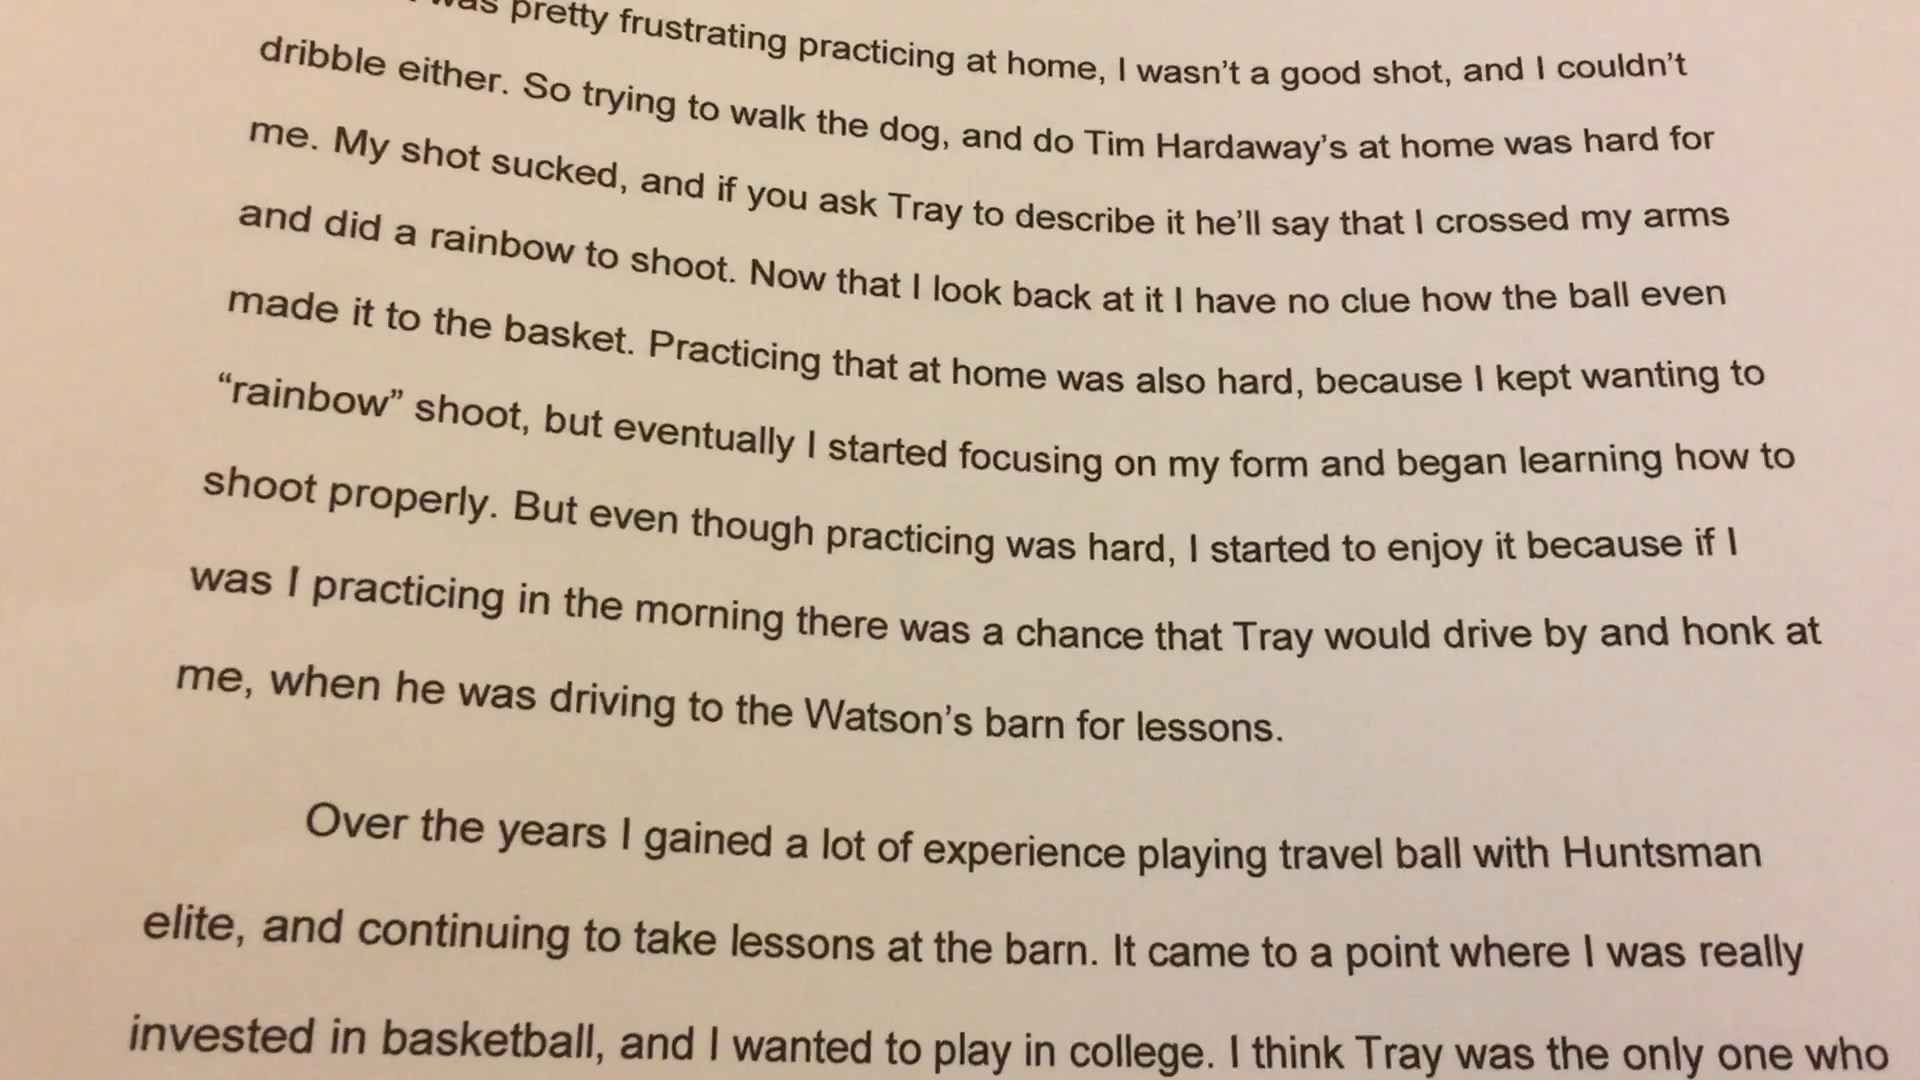 was pretty frustrating practicing at home, I wasn't a good shot, and I couldn't
dribble either. So trying to walk the dog, and do Tim Hardaway's at home was hard for
me. My shot sucked, and if you ask Tray to describe it he'll say that I crossed my arms
and did a rainbow to shoot. Now that I look back at it I have no clue how the ball even
made it to the basket. Practicing that at home was also hard, because I kept wanting to
“rainbow” shoot, but eventually I started focusing on my form and began learning how to
shoot properly. But even though practicing was hard, I started to enjoy it because if I
was I practicing in the morning there was a chance that Tray would drive by and honk at
me, when he was driving to the Watson's barn for lessons.
Over the years I gained a lot of experience playing travel ball with Huntsman
elite, and continuing to take lessons at the barn. It came to a point where I was really
invested in basketball, and I wanted to play in college. I think Tray was the only one who